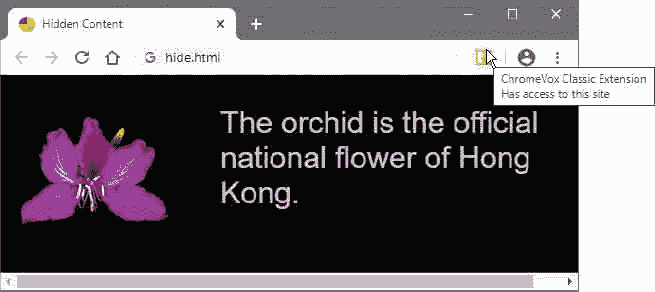 Hidden Content
hide.html
ChromeVox Classic Extension
Has access to this site
The orchid is the official
national flower of Hong
Kong.